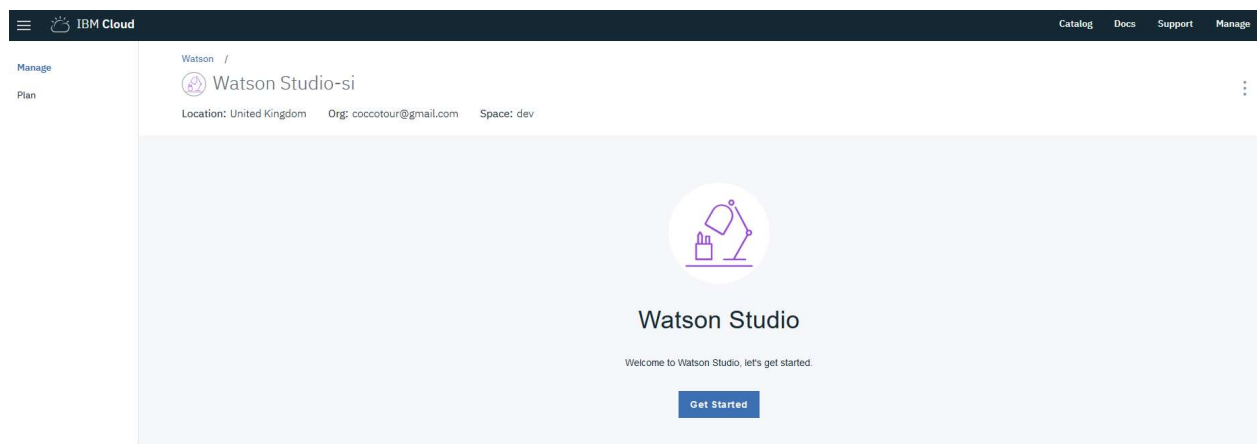 IBM Cloud
Catalog Docs Support Manage
Manage
Plan
Watson /
Watson Studio-si
Location: United Kingdom Org: coccotour@gmail.com Space: dev
Watson Studio
Welcome to Watson Studio, let's get started.
Get Started